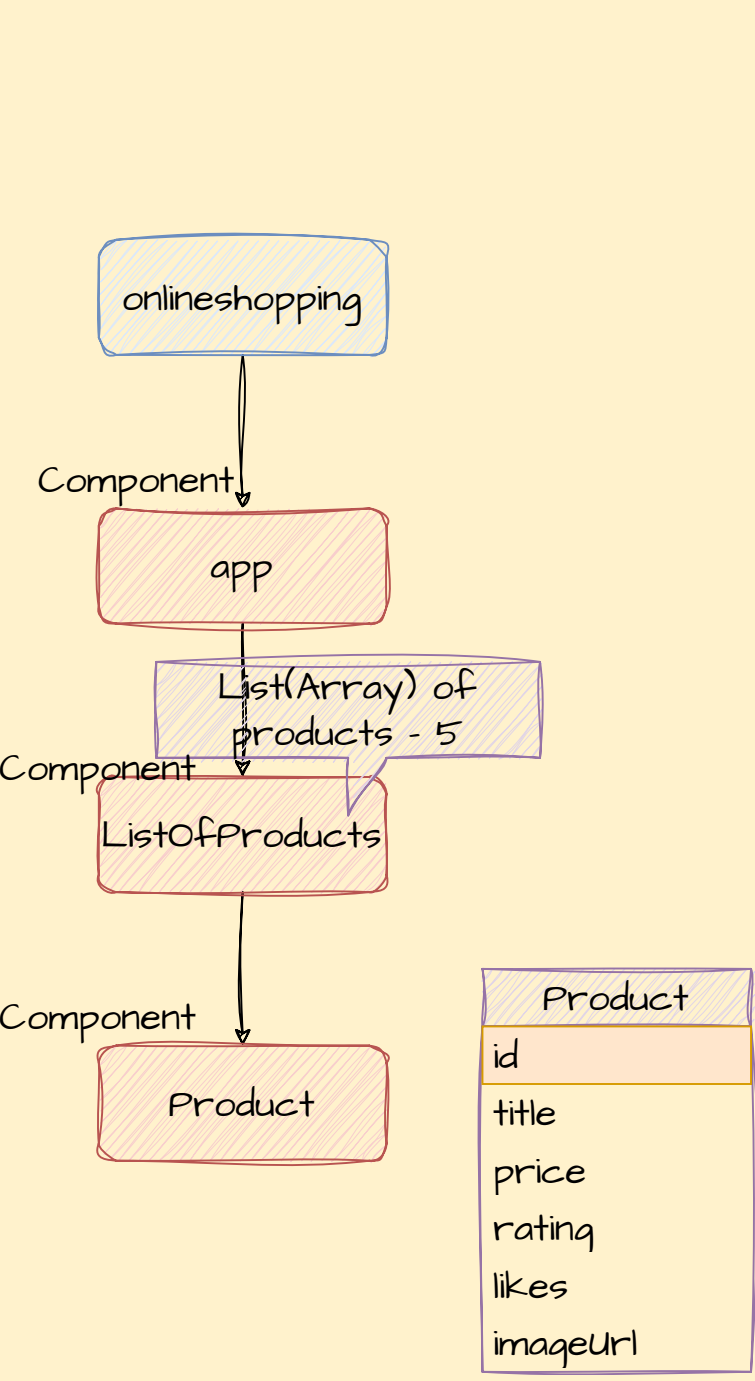 onlineshopping
Component
app
List(Array) of
products - 5
Component
ListOfProducts
Component
Product
Product
id
title
price
rating
likes
imageUrl